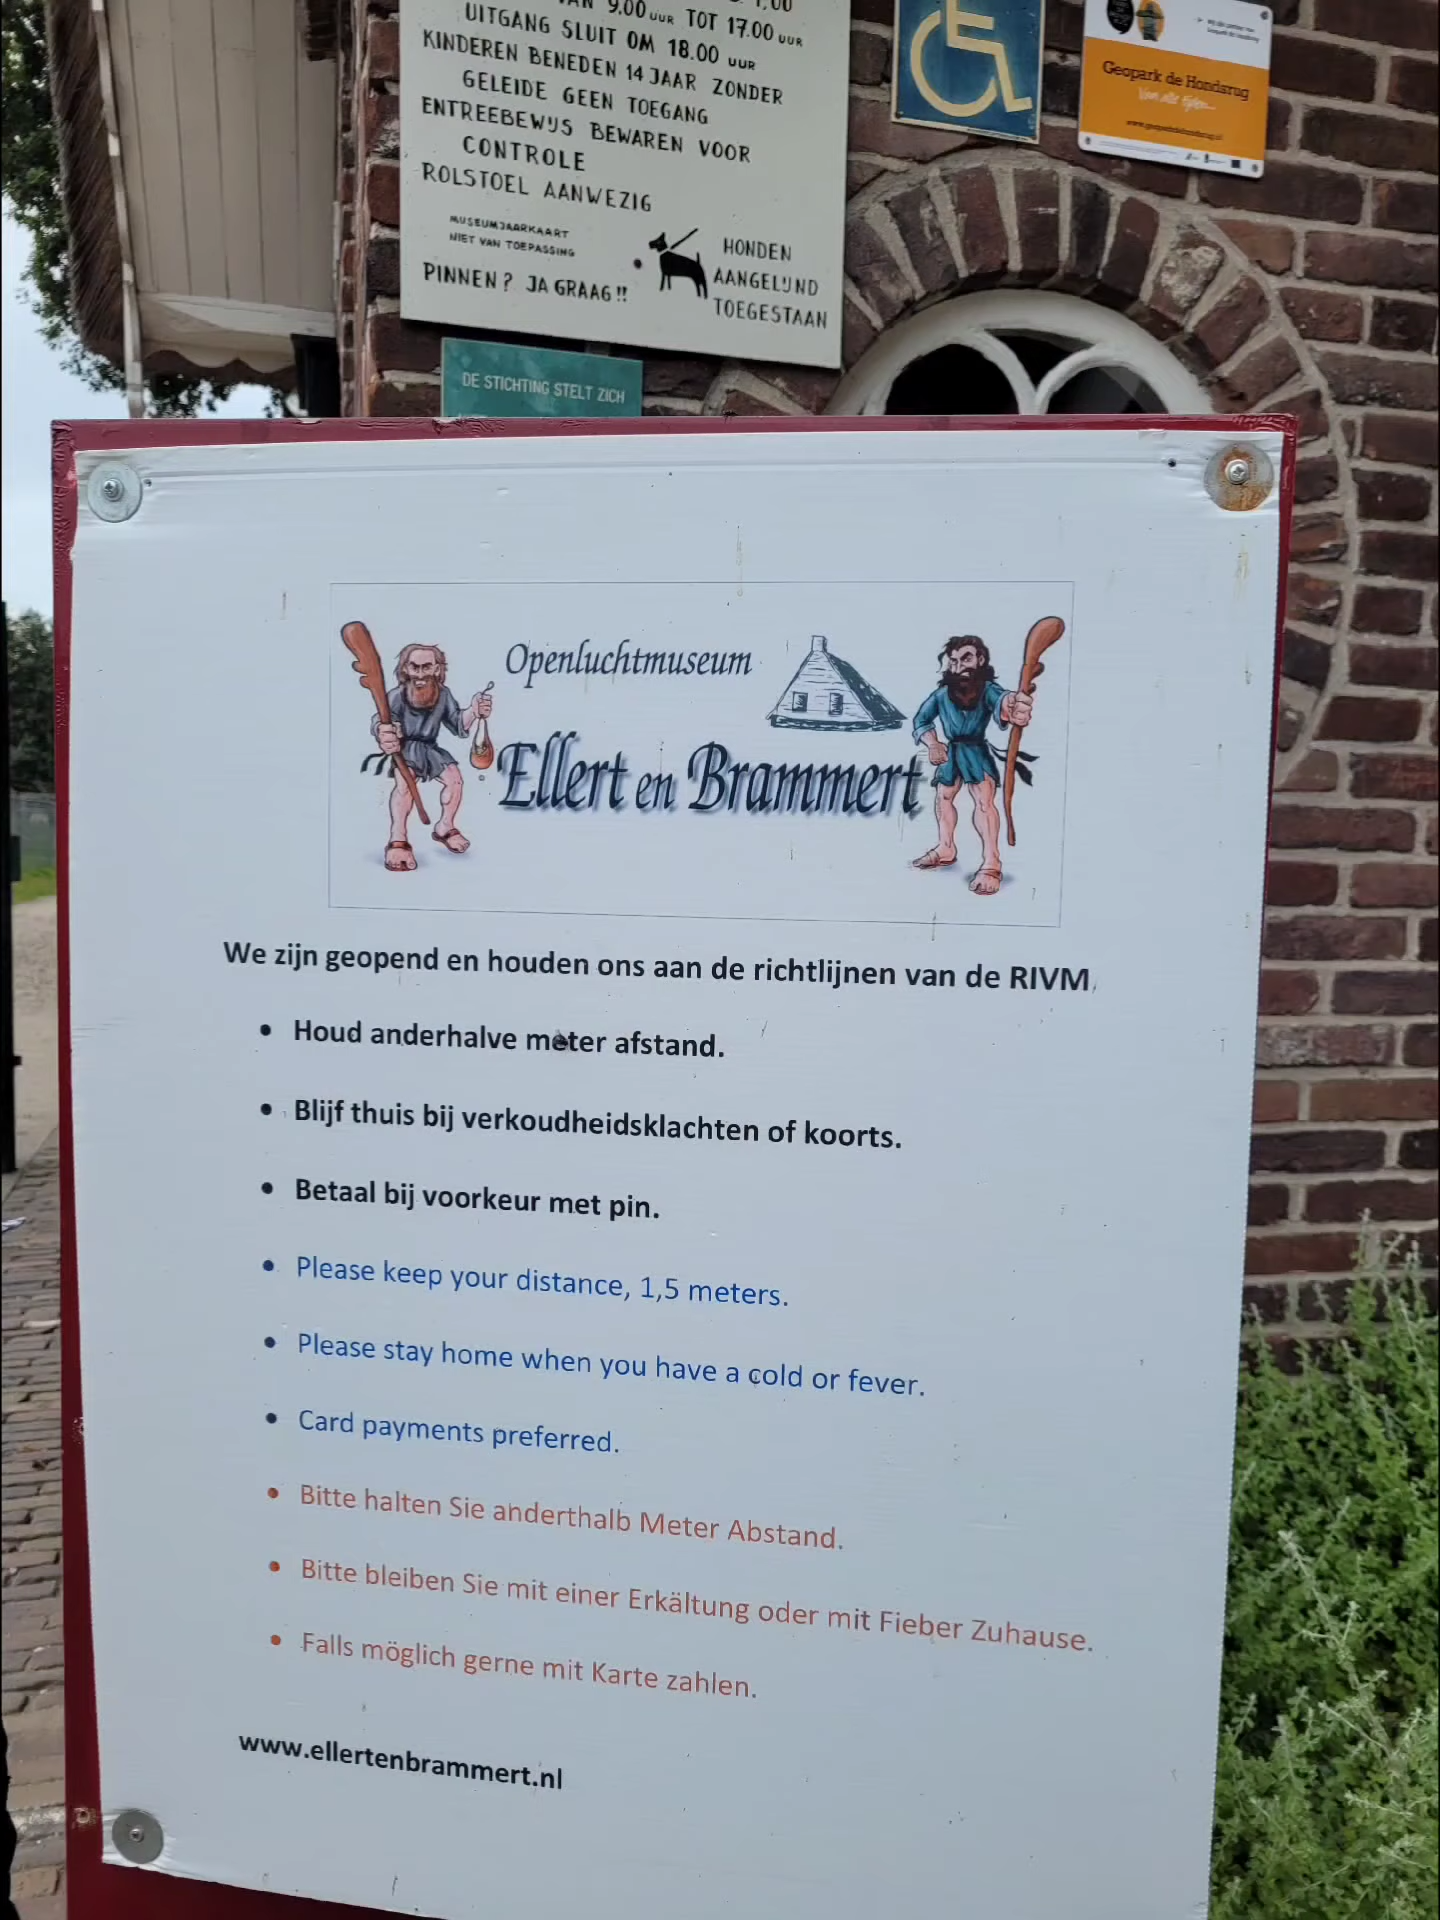 9.00 UUR TOT 17.00 UUR
UITGANG SLUIT OM 18.00 UUR
KINDEREN BENEDEN 14 JAAR ZONDER
GELEIDE GEEN TOEGANG
ENTREEBEWIJS BEWAREN VOOR
CONTROLE
ROLSTOEL AANWEZIG
MUSEUMJAARKAART
NIET VAN TOEPASSING
PINNEN? JA GRAAG!!
HONDEN
AANGELIJND
TOEGESTAAN
Geopark de Hondsrug
www.geoparkdehondsrug.nl
DE STICHTING STELT ZICH
Openluchtmuseum
Ellert en Brammert
We zijn geopend en houden ons aan de richtlijnen van de RIVM
• Houd anderhalve meter afstand.
• Blijf thuis bij verkoudheidsklachten of koorts.
• Betaal bij voorkeur met pin.
• Please keep your distance, 1,5 meters.
• Please stay home when you have a cold or fever.
• Card payments preferred.
• Bitte halten Sie anderthalb Meter Abstand.
• Bitte bleiben Sie mit einer Erkältung oder mit Fieber Zuhause.
• Falls möglich gerne mit Karte zahlen.
www.ellertenbrammert.nl